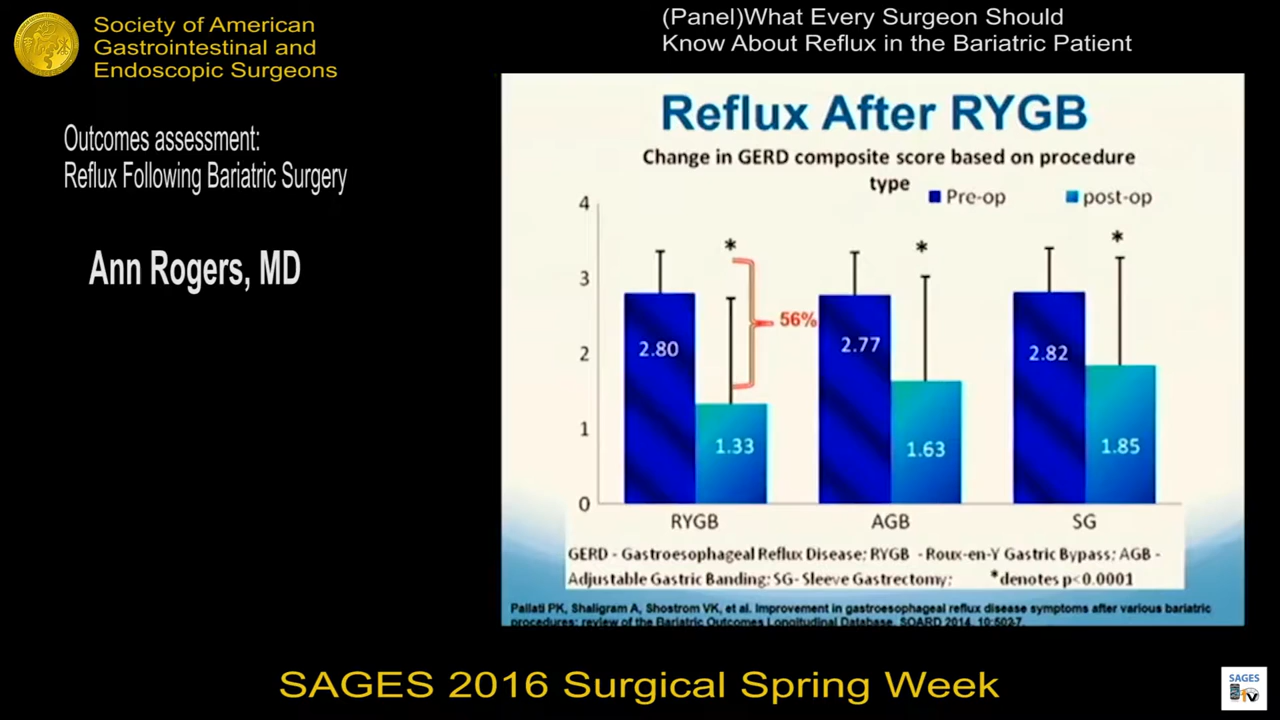 Society of American
Gastrointestinal and
Endoscopic Surgeons
(Panel)What Every Surgeon Should
Know About Reflux in the Bariatric Patient
Outcomes assessment:
Reflux Following Bariatric Surgery
Ann Rogers, MD
Reflux After RYGB
Change in GERD composite score based on procedure
type
Pre-op
post-op
4
3
2
1
0
*
*
*
56%
2.80
1.33
2.77
1.63
2.82
1.85
RYGB
AGB
SG
GERD - Gastroesophageal Reflux Disease; RYGB - Roux-en-Y Gastric Bypass; AGB -
Adjustable Gastric Banding; SG- Sleeve Gastrectomy; *denotes p<0.0001
Pallati PK, Shaligram A, Shostrom VK, et al. Improvement in gastroesophageal reflux disease symptoms after various bariatric
procedures: review of the Bariatric Outcomes Longitudinal Database. SOARD 2014, 10:502-7.
SAGES 2016 Surgical Spring Week
SAGES
tv